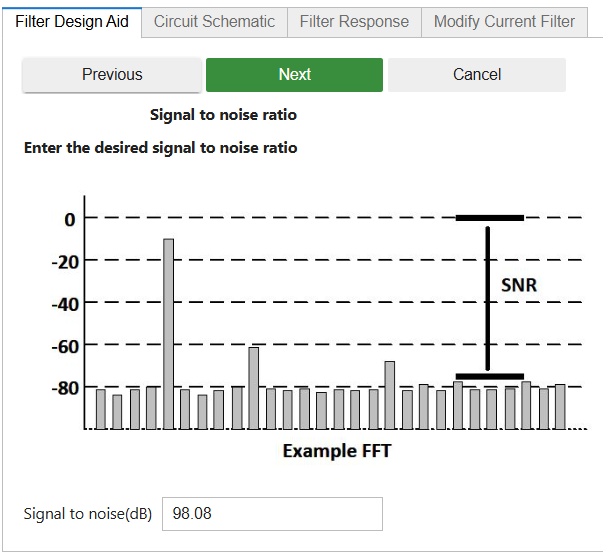 Filter Design Aid Circuit Schematic Filter Response Modify Current Filter
Previous Next Cancel
Signal to noise ratio
Enter the desired signal to noise ratio
0
-20
SNR
-40
-60
-80
Example FFT
Signal to noise(dB) 98.08